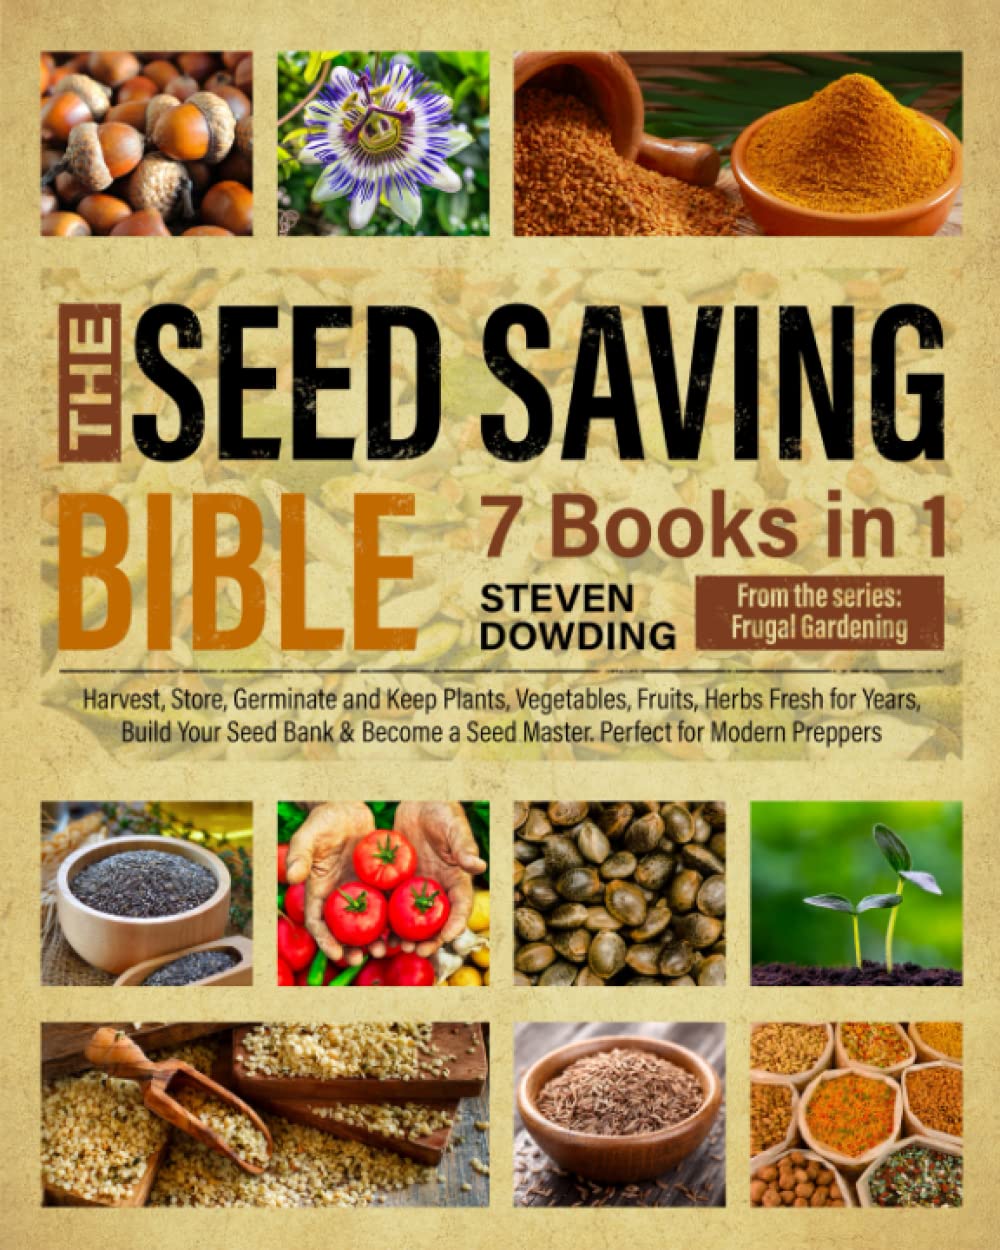 THE SEED SAVING
BIBLE
7 Books in 1
STEVEN
DOWDING
From the series:
Frugal Gardening
Harvest, Store, Germinate and Keep Plants, Vegetables, Fruits, Herbs Fresh for Years,
Build Your Seed Bank & Become a Seed Master. Perfect for Modern Preppers